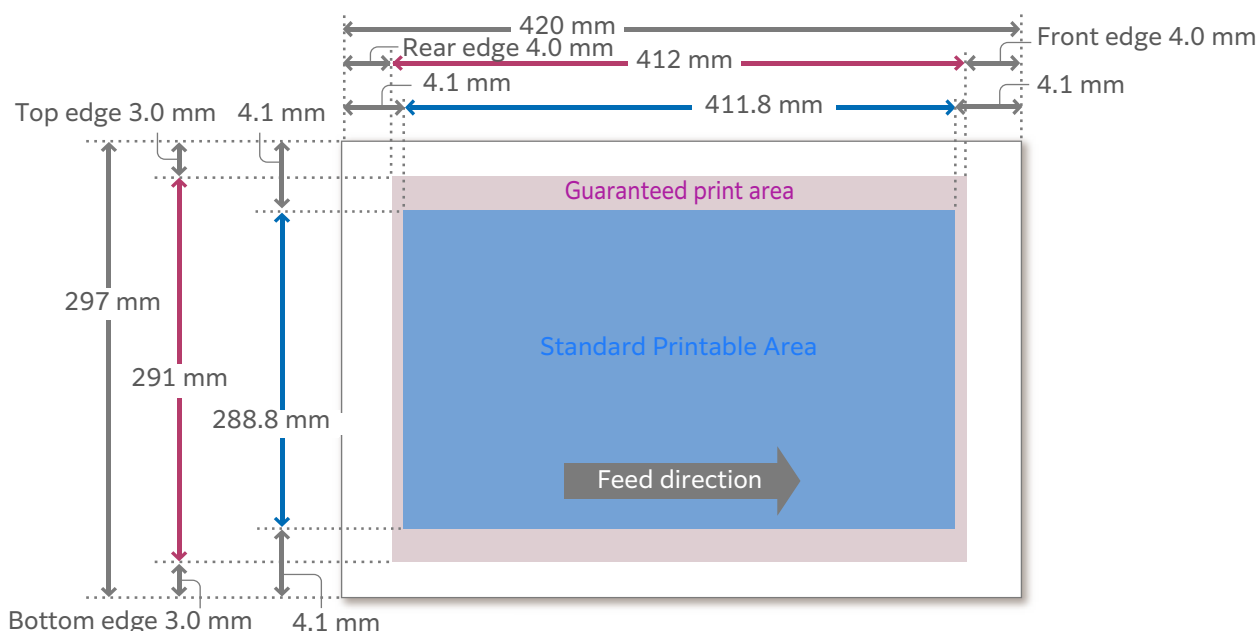 420 mm
Rear edge 4.0 mm
Front edge 4.0 mm
412 mm
4.1 mm
4.1 mm
411.8 mm
Top edge 3.0 mm
4.1 mm
Guaranteed print area
297 mm
Standard Printable Area
291 mm
288.8 mm
Feed direction
Bottom edge 3.0 mm
4.1 mm